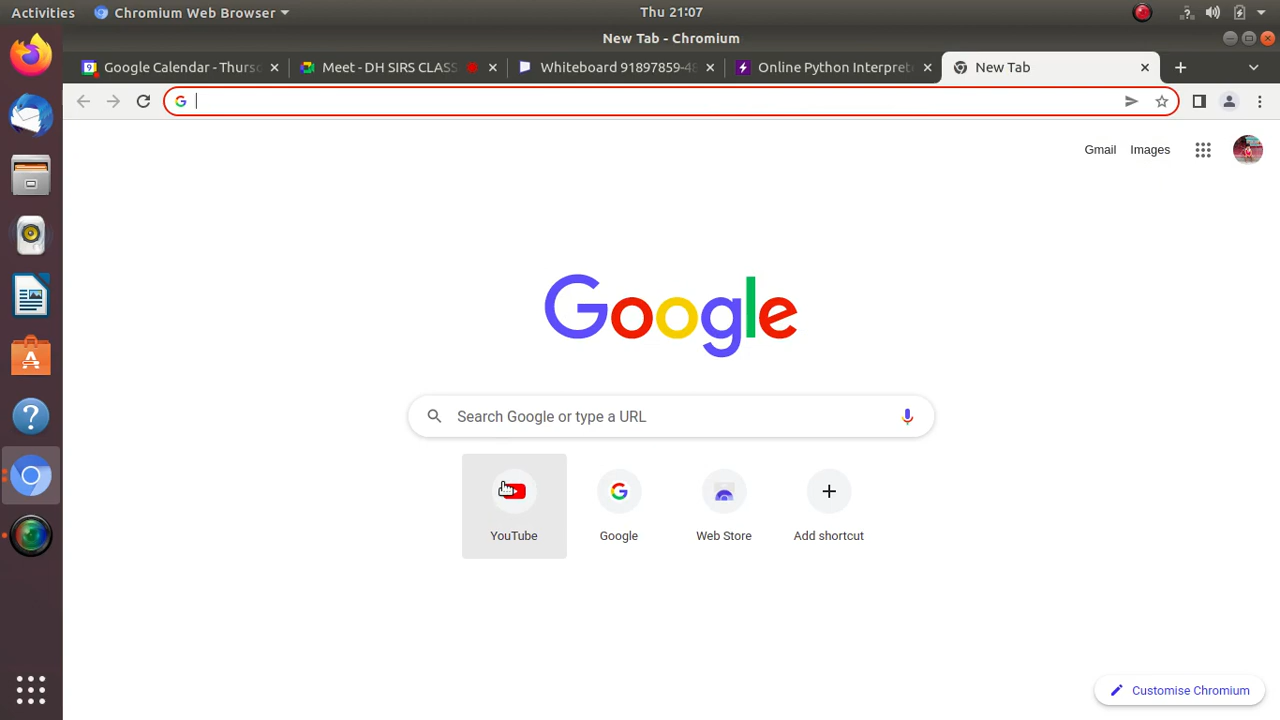 Activities
Chromium Web Browser
Thu 21:07
New Tab - Chromium
Google Calendar - Thurs
Meet - DH SIRS CLASS
Whiteboard 91897859-48
Online Python Interprete
New Tab
Gmail
Images
Google
Search Google or type a URL
YouTube
Google
Web Store
Add shortcut
Customise Chromium